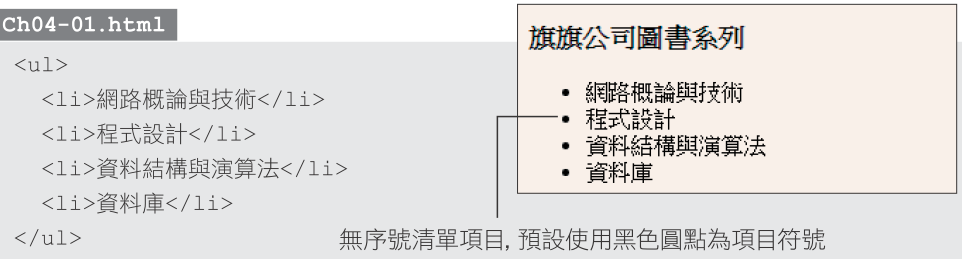 Ch04-01.html
<ul>
<li>網路概論與技術</li>
<li>程式設計</li>
<li>資料結構與演算法</li>
<li>資料庫</li>
</ul>
旗旗公司圖書系列
• 網路概論與技術
• 程式設計
• 資料結構與演算法
• 資料庫
無序號清單項目, 預設使用黑色圓點為項目符號